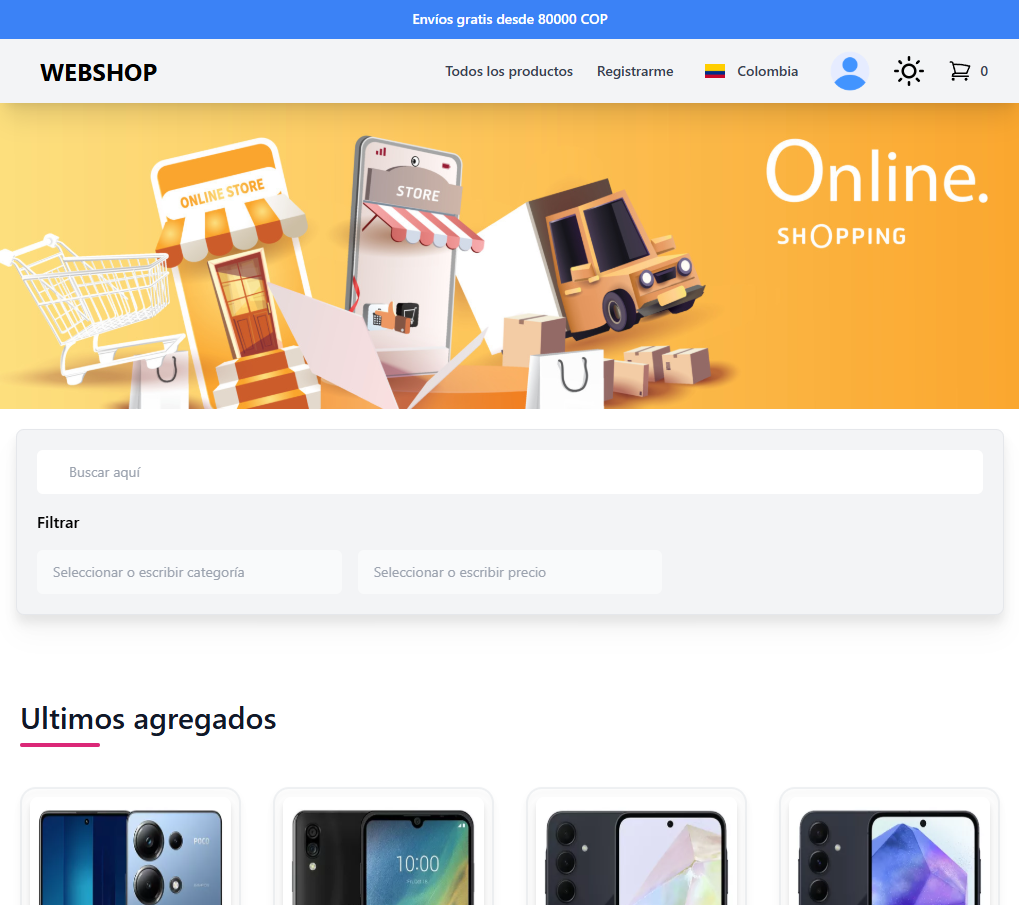 Envíos gratis desde 80000 COP
WEBSHOP
Todos los productos
Registrarme
Colombia
0
ONLINE STORE
STORE
Online.
SHOPPING
Buscar aquí
Filtrar
Seleccionar o escribir categoría
Seleccionar o escribir precio
Ultimos agregados
POCO
10:00